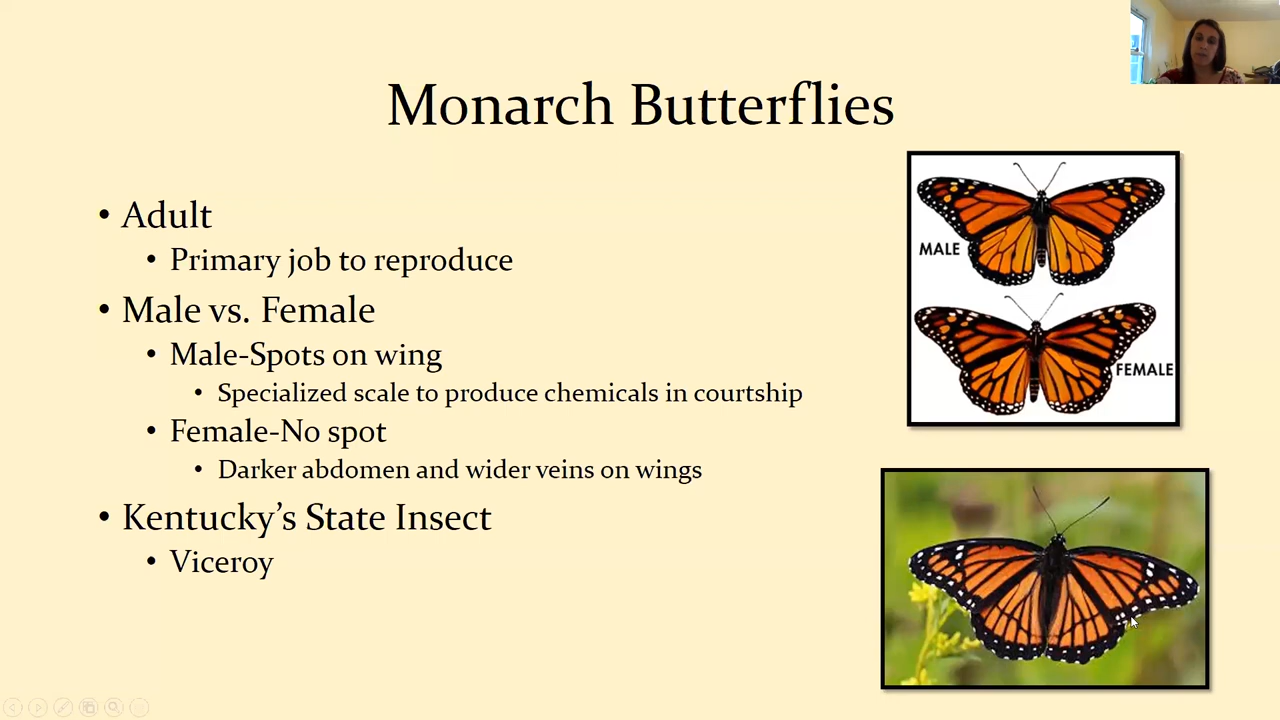 Monarch Butterflies
• Adult
• Primary job to reproduce
• Male vs. Female
• Male-Spots on wing
• Specialized scale to produce chemicals in courtship
• Female-No spot
• Darker abdomen and wider veins on wings
• Kentucky’s State Insect
• Viceroy
MALE
FEMALE